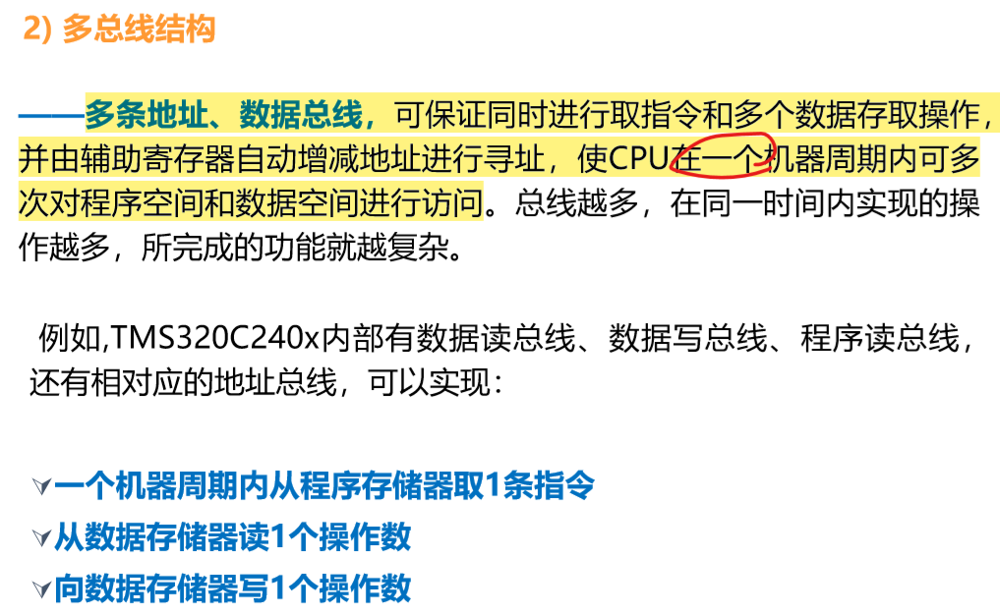 2) 多总线结构
——多条地址、数据总线，可保证同时进行取指令和多个数据存取操作，
并由辅助寄存器自动增减地址进行寻址，使CPU在一个机器周期内可多
次对程序空间和数据空间进行访问。总线越多，在同一时间内实现的操
作越多，所完成的功能就越复杂。
例如,TMS320C240x内部有数据读总线、数据写总线、程序读总线，
还有相对应的地址总线，可以实现：
一个机器周期内从程序存储器取1条指令
从数据存储器读1个操作数
向数据存储器写1个操作数